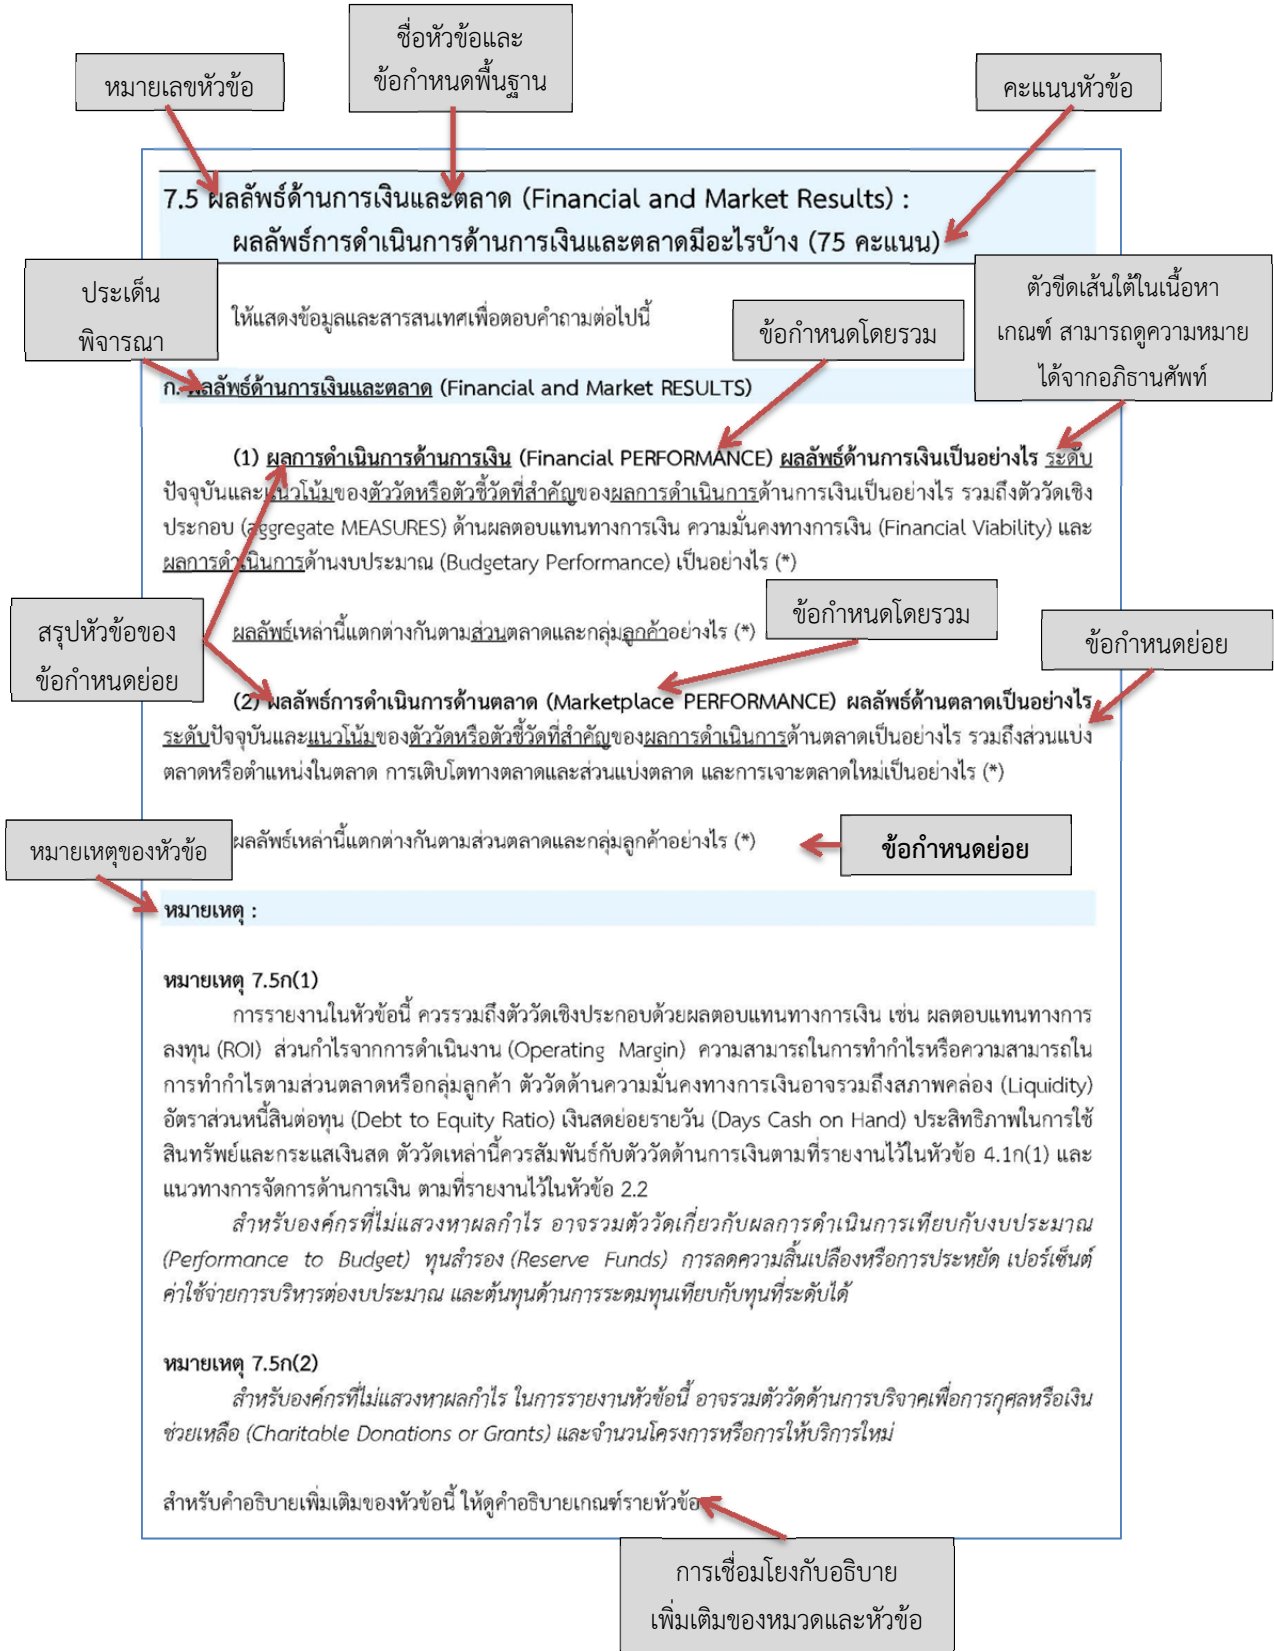 ชื่อหัวข้อและ
ข้อกำหนดพื้นฐาน
หมายเลขหัวข้อ
คะแนนหัวข้อ
7.5 ผลลัพธ์ด้านการเงินและตลาด (Financial and Market Results) :
ผลลัพธ์การดำเนินการด้านการเงินและตลาดมีอะไรบ้าง (75 คะแนน)
ประเด็น
พิจารณา
ตัวขีดเส้นใต้ในเนื้อหา
เกณฑ์ สามารถดูความหมาย
ได้จากอภิธานศัพท์
ให้แสดงข้อมูลและสารสนเทศเพื่อตอบคำถามต่อไปนี้
ข้อกำหนดโดยรวม
ก. ผลลัพธ์ด้านการเงินและตลาด (Financial and Market RESULTS)
(1) ผลการดำเนินการด้านการเงิน (Financial PERFORMANCE) ผลลัพธ์ด้านการเงินเป็นอย่างไร ระดับ
ปัจจุบันและแนวโน้มของตัววัดหรือตัวชี้วัดที่สำคัญของผลการดำเนินการด้านการเงินเป็นอย่างไร รวมถึงตัววัดเชิง
ประกอบ (aggregate MEASURES) ด้านผลตอบแทนทางการเงิน ความมั่นคงทางการเงิน (Financial Viability) และ
ผลการดำเนินการด้านงบประมาณ (Budgetary Performance) เป็นอย่างไร (*)
ข้อกำหนดโดยรวม
สรุปหัวข้อของ
ข้อกำหนดย่อย
ผลลัพธ์เหล่านี้แตกต่างกันตามส่วนตลาดและกลุ่มลูกค้าอย่างไร (*)
ข้อกำหนดย่อย
(2) ผลลัพธ์การดำเนินการด้านตลาด (Marketplace PERFORMANCE) ผลลัพธ์ด้านตลาดเป็นอย่างไร
ระดับปัจจุบันและแนวโน้มของตัววัดหรือตัวชี้วัดที่สำคัญของผลการดำเนินการด้านตลาดเป็นอย่างไร รวมถึงส่วนแบ่ง
ตลาดหรือตำแหน่งในตลาด การเติบโตทางตลาดและส่วนแบ่งตลาด และการเจาะตลาดใหม่เป็นอย่างไร (*)
ผลลัพธ์เหล่านี้แตกต่างกันตามส่วนตลาดและกลุ่มลูกค้าอย่างไร (*)
ข้อกำหนดย่อย
หมายเหตุของหัวข้อ
หมายเหตุ :
หมายเหตุ 7.5ก(1)
การรายงานในหัวข้อนี้ ควรรวมถึงตัววัดเชิงประกอบด้วยผลตอบแทนทางการเงิน เช่น ผลตอบแทนทางการ
ลงทุน (ROI) ส่วนกำไรจากการดำเนินงาน (Operating Margin) ความสามารถในการทำกำไรหรือความสามารถใน
การทำกำไรตามส่วนตลาดหรือกลุ่มลูกค้า ตัววัดด้านความมั่นคงทางการเงินอาจรวมถึงสภาพคล่อง (Liquidity)
อัตราส่วนหนี้สินต่อทุน (Debt to Equity Ratio) เงินสดย่อยรายวัน (Days Cash on Hand) ประสิทธิภาพในการใช้
สินทรัพย์และกระแสเงินสด ตัววัดเหล่านี้ควรสัมพันธ์กับตัววัดด้านการเงินตามที่รายงานไว้ในหัวข้อ 4.1ก(1) และ
แนวทางการจัดการด้านการเงิน ตามที่รายงานไว้ในหัวข้อ 2.2
สำหรับองค์กรที่ไม่แสวงหาผลกำไร อาจรวมตัววัดเกี่ยวกับผลการดำเนินการเทียบกับงบประมาณ
(Performance to Budget) ทุนสำรอง (Reserve Funds) การลดความสิ้นเปลืองหรือการประหยัด เปอร์เซ็นต์
ค่าใช้จ่ายการบริหารต่องบประมาณ และต้นทุนด้านการระดมทุนเทียบกับทุนที่ระดับได้
หมายเหตุ 7.5ก(2)
สำหรับองค์กรที่ไม่แสวงหาผลกำไร ในการรายงานหัวข้อนี้ อาจรวมตัววัดด้านการบริจาคเพื่อการกุศลหรือเงิน
ช่วยเหลือ (Charitable Donations or Grants) และจำนวนโครงการหรือการให้บริการใหม่
สำหรับคำอธิบายเพิ่มเติมของหัวข้อนี้ ให้ดูคำอธิบายเกณฑ์รายหัวข้อ
การเชื่อมโยงกับอธิบาย
เพิ่มเติมของหมวดและหัวข้อ